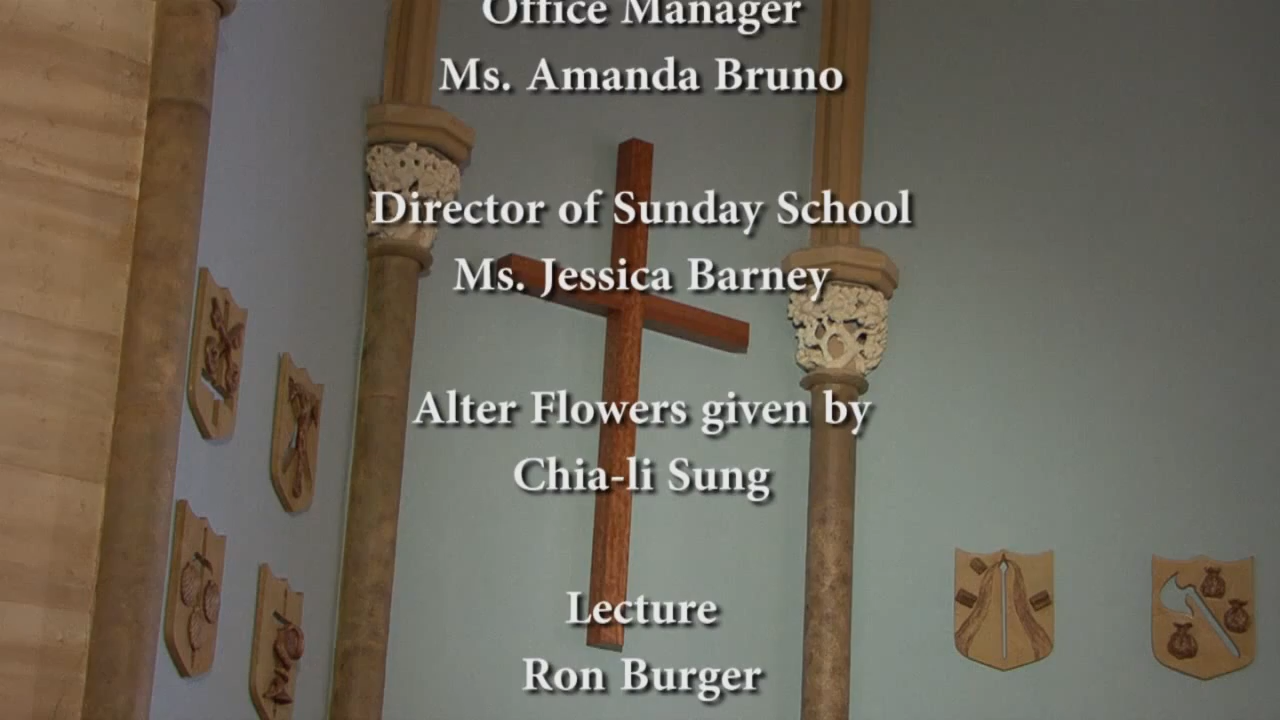 Office Manager
Ms. Amanda Bruno
Director of Sunday School
Ms. Jessica Barney
Alter Flowers given by
Chia-li Sung
Lecture
Ron Burger